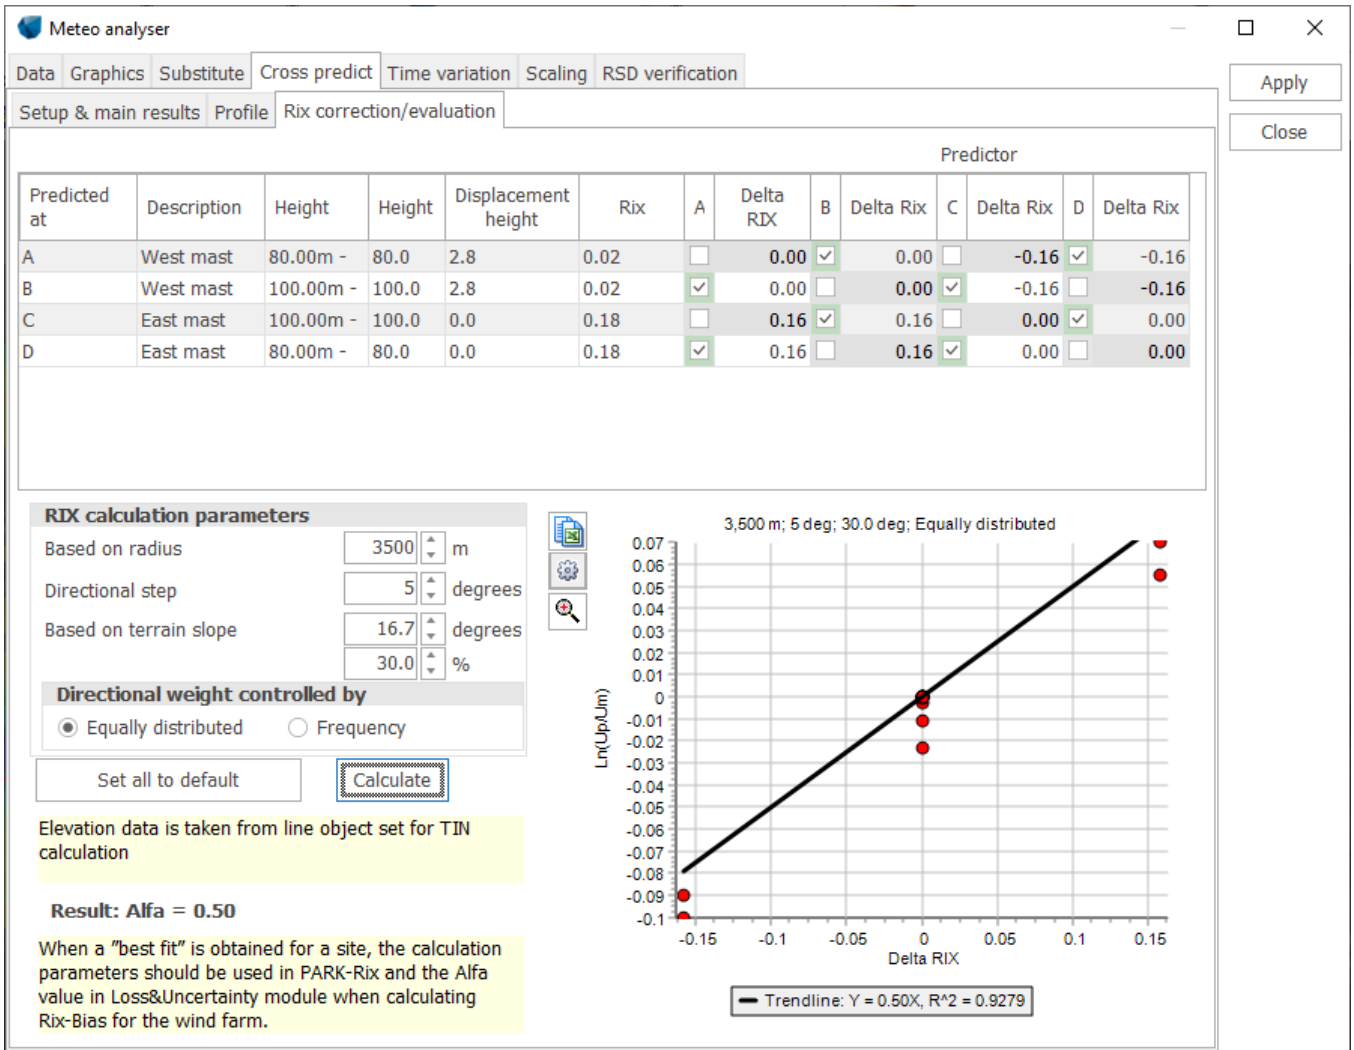 Meteo analyser
Data Graphics Substitute Cross predict Time variation Scaling RSD verification
Apply
Setup & main results Profile Rix correction/evaluation
Close
Predictor
Predicted at Description Height Height Displacement height Rix A Delta RIX B Delta Rix C Delta Rix D Delta Rix
A West mast 80.00m - 80.0 2.8 0.02 0.00 0.00 -0.16 -0.16
B West mast 100.00m - 100.0 2.8 0.02 0.00 0.00 -0.16 -0.16
C East mast 100.00m - 100.0 0.0 0.18 0.16 0.16 0.00 0.00
D East mast 80.00m - 80.0 0.0 0.18 0.16 0.16 0.00 0.00
RIX calculation parameters
Based on radius 3500 m
Directional step 5 degrees
Based on terrain slope 16.7 degrees
30.0 %
Directional weight controlled by
Equally distributed Frequency
Set all to default Calculate
Elevation data is taken from line object set for TIN
calculation
Result: Alfa = 0.50
When a "best fit" is obtained for a site, the calculation
parameters should be used in PARK-Rix and the Alfa
value in Loss&Uncertainty module when calculating
Rix-Bias for the wind farm.
3,500 m; 5 deg; 30.0 deg; Equally distributed
0.07
0.06
0.05
0.04
0.03
0.02
0.01
0
-0.01
-0.02
-0.03
-0.04
-0.05
-0.06
-0.07
-0.08
-0.09
-0.1
Ln(Up/Um)
-0.15 -0.1 -0.05 0 0.05 0.1 0.15
Delta RIX
Trendline: Y = 0.50X, R^2 = 0.9279